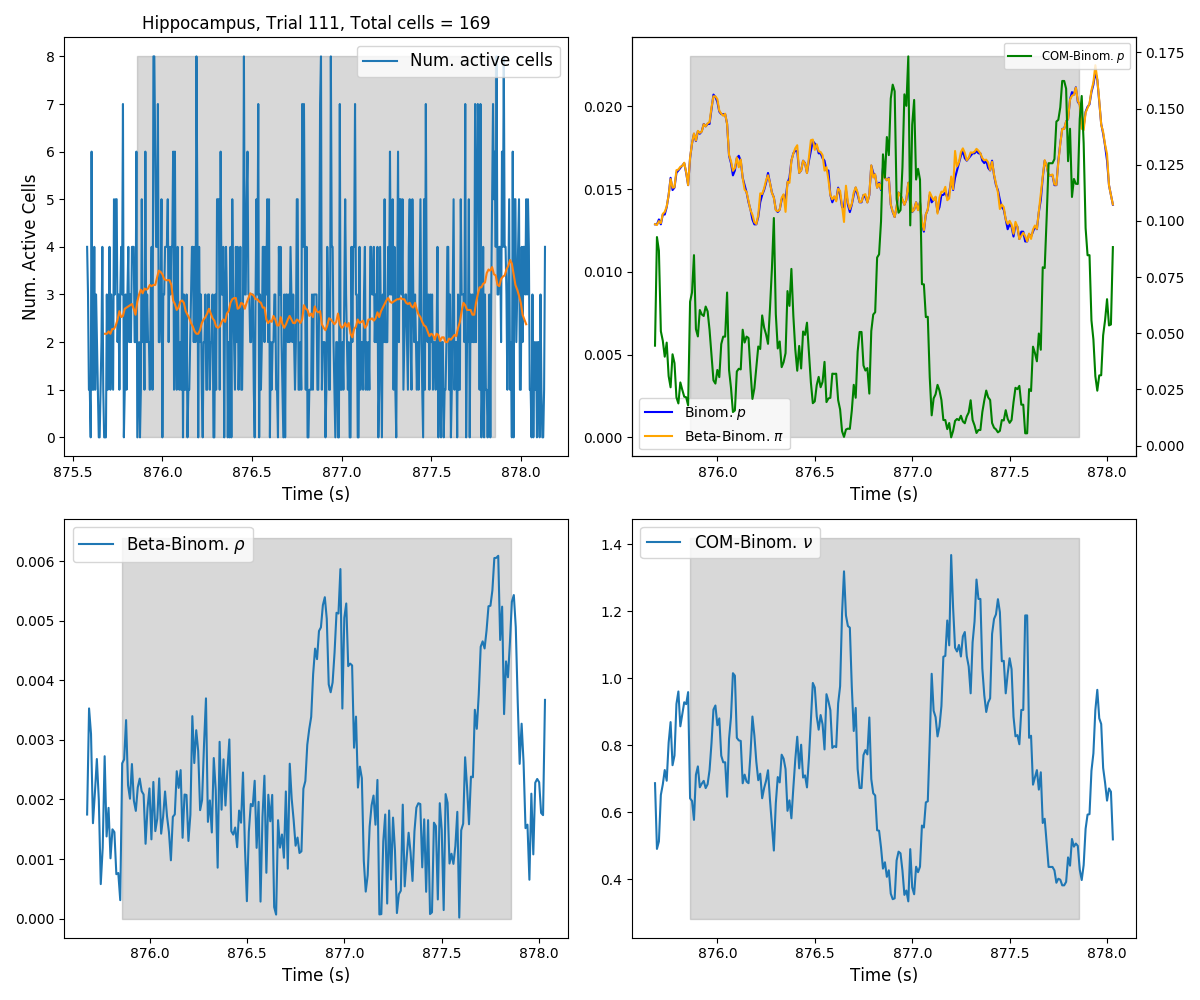 Hippocampus, Trial 111, Total cells = 169
Num. active cells
Num. Active Cells
8
7
6
5
4
3
2
1
0
875.5 876.0 876.5 877.0 877.5 878.0
Time (s)
COM-Binom. p
0.020
0.015
0.010
0.005
0.000
0.175
0.150
0.125
0.100
0.075
0.050
0.025
0.000
Binom. p
Beta-Binom. π
876.0 876.5 877.0 877.5 878.0
Time (s)
Beta-Binom. ρ
0.006
0.005
0.004
0.003
0.002
0.001
0.000
876.0 876.5 877.0 877.5 878.0
Time (s)
COM-Binom. ν
1.4
1.2
1.0
0.8
0.6
0.4
876.0 876.5 877.0 877.5 878.0
Time (s)